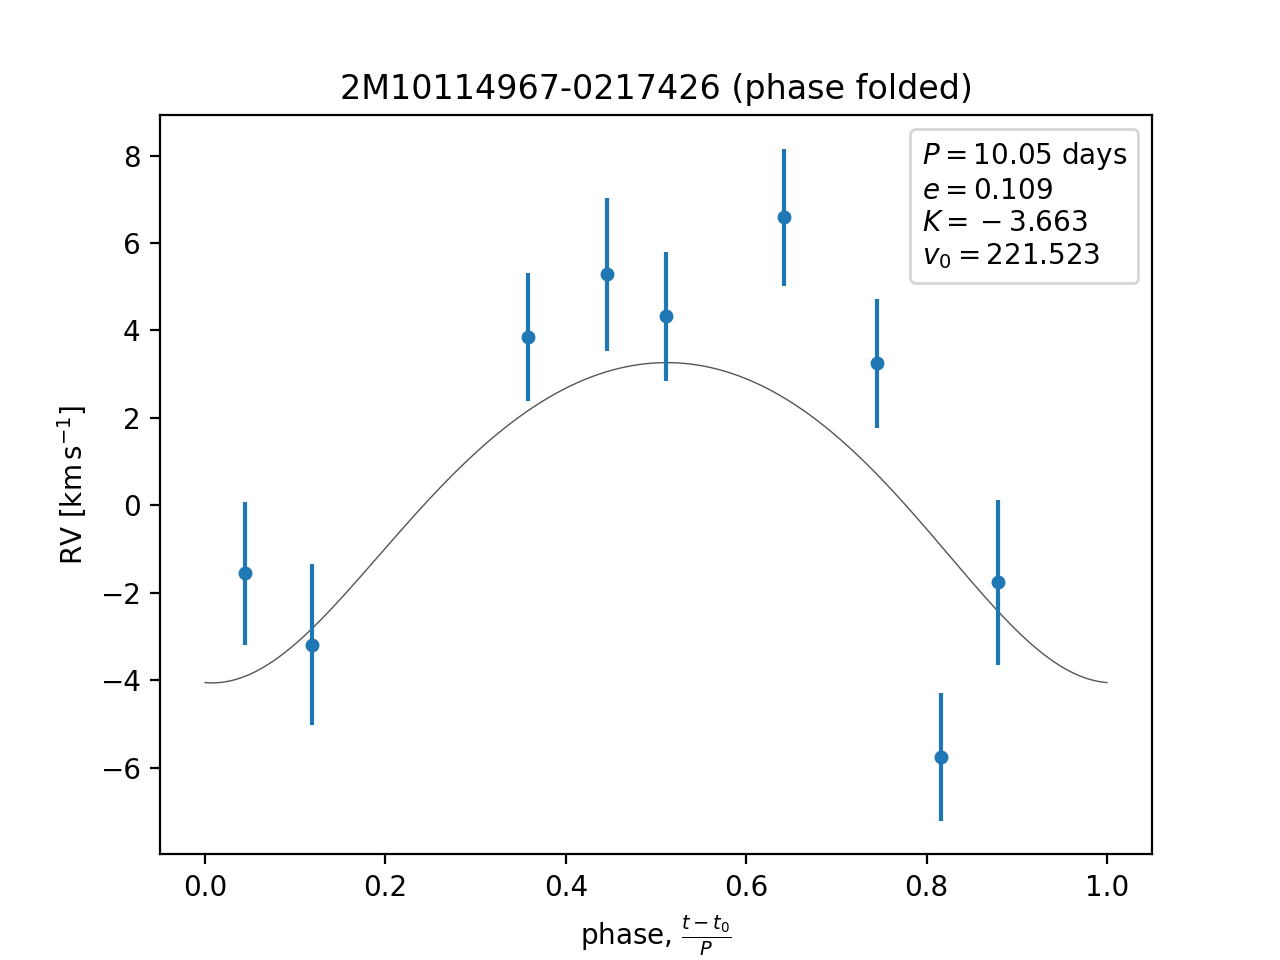 2M10114967-0217426 (phase folded)
P = 10.05 days
e = 0.109
K = −3.663
v₀ = 221.523
RV [km s⁻¹]
8
6
4
2
0
−2
−4
−6
0.0 0.2 0.4 0.6 0.8 1.0
phase, (t − t₀)/P